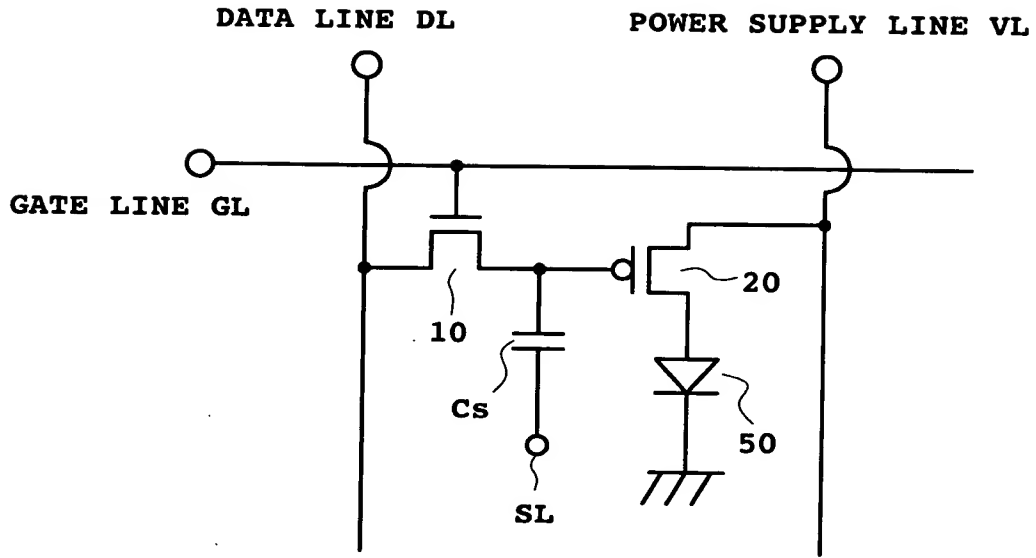 DATA LINE DL
POWER SUPPLY LINE VL
GATE LINE GL
20
10
Cs
50
SL